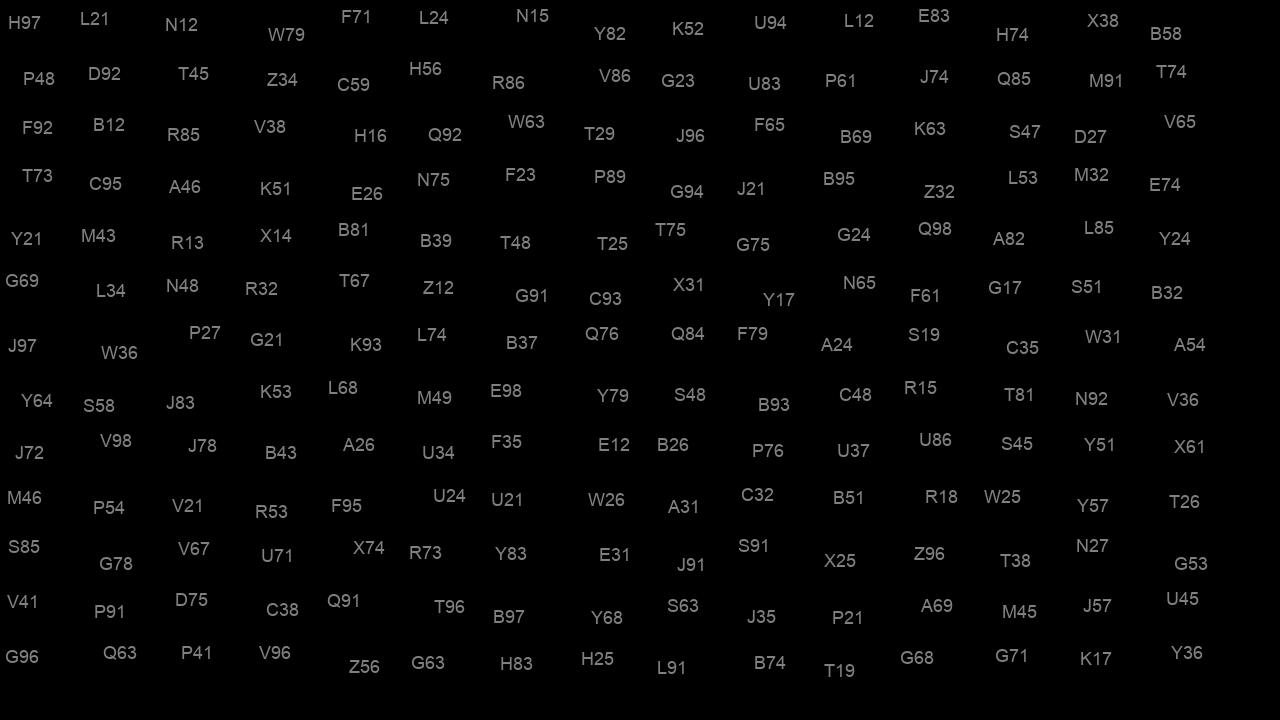 H97 L21 N12 W79 F71 L24 N15 Y82 K52 U94 L12 E83 H74 X38 B58
P48 D92 T45 Z34 C59 H56 R86 V86 G23 U83 P61 J74 Q85 M91 T74
F92 B12 R85 V38 H16 Q92 W63 T29 J96 F65 B69 K63 S47 D27 V65
T73 C95 A46 K51 E26 N75 F23 P89 G94 J21 B95 Z32 L53 M32 E74
Y21 M43 R13 X14 B81 B39 T48 T25 T75 G75 G24 Q98 A82 L85 Y24
G69 L34 N48 R32 T67 Z12 G91 C93 X31 Y17 N65 F61 G17 S51 B32
J97 W36 P27 G21 K93 L74 B37 Q76 Q84 F79 A24 S19 C35 W31 A54
Y64 S58 J83 K53 L68 M49 E98 Y79 S48 B93 C48 R15 T81 N92 V36
J72 V98 J78 B43 A26 U34 F35 E12 B26 P76 U37 U86 S45 Y51 X61
M46 P54 V21 R53 F95 U24 U21 W26 A31 C32 B51 R18 W25 Y57 T26
S85 G78 V67 U71 X74 R73 Y83 E31 J91 S91 X25 Z96 T38 N27 G53
V41 P91 D75 C38 Q91 T96 B97 Y68 S63 J35 P21 A69 M45 J57 U45
G96 Q63 P41 V96 Z56 G63 H83 H25 L91 B74 T19 G68 G71 K17 Y36